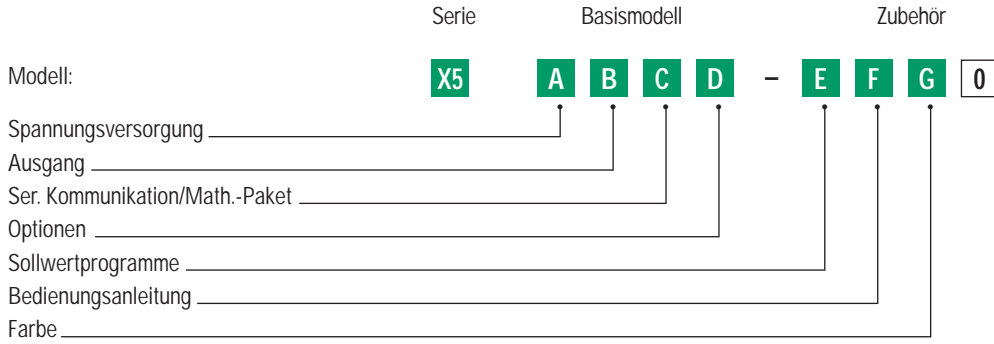 Serie Basismodell Zubehör
Modell: X5 A B C D – E F G 0
Spannungsversorgung
Ausgang
Ser. Kommunikation/Math.-Paket
Optionen
Sollwertprogramme
Bedienungsanleitung
Farbe